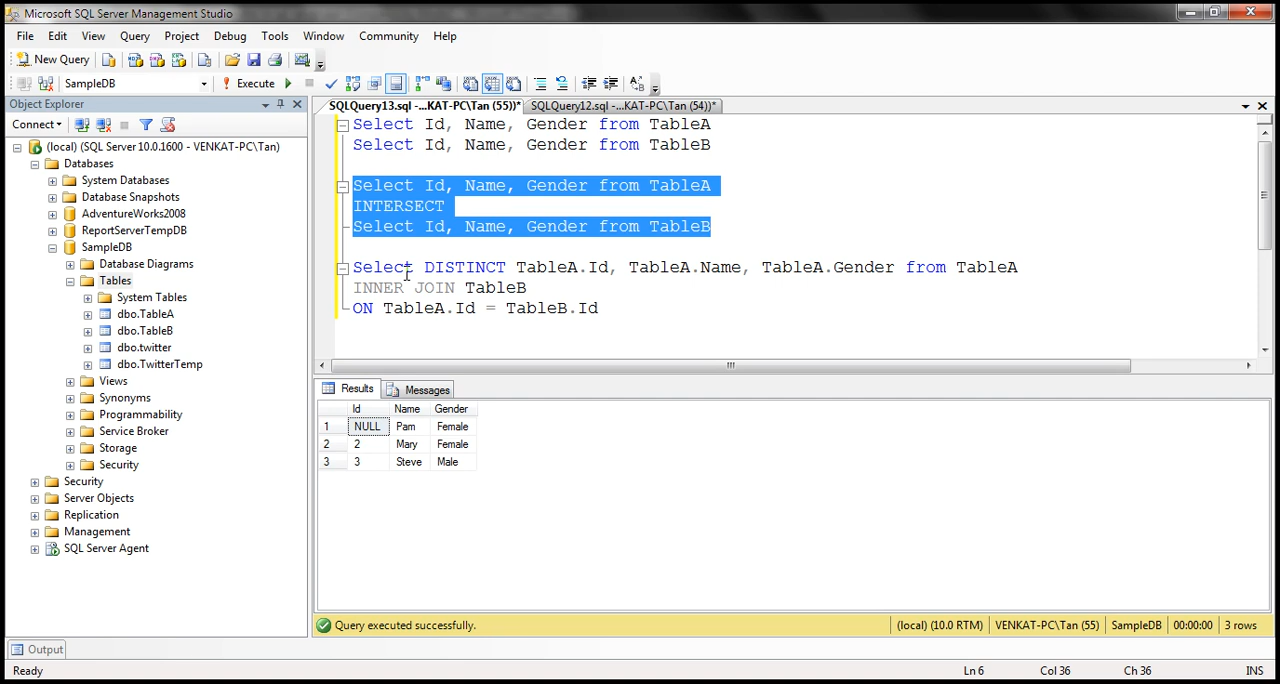 Microsoft SQL Server Management Studio
File Edit View Query Project Debug Tools Window Community Help
New Query
SampleDB Execute
Object Explorer
SQLQuery13.sql -...KAT-PC\Tan (55))* SQLQuery12.sql -...KAT-PC\Tan (54))*
Connect
(local) (SQL Server 10.0.1600 - VENKAT-PC\Tan)
Databases
System Databases
Database Snapshots
AdventureWorks2008
ReportServerTempDB
SampleDB
Database Diagrams
Tables
System Tables
dbo.TableA
dbo.TableB
dbo.twitter
dbo.TwitterTemp
Views
Synonyms
Programmability
Service Broker
Storage
Security
Security
Server Objects
Replication
Management
SQL Server Agent
Select Id, Name, Gender from TableA
Select Id, Name, Gender from TableB
Select Id, Name, Gender from TableA
INTERSECT
Select Id, Name, Gender from TableB
Select DISTINCT TableA.Id, TableA.Name, TableA.Gender from TableA
INNER JOIN TableB
ON TableA.Id = TableB.Id
Results Messages
Id Name Gender
1 NULL Pam Female
2 2 Mary Female
3 3 Steve Male
Query executed successfully. (local) (10.0 RTM) VENKAT-PC\Tan (55) SampleDB 00:00:00 3 rows
Output
Ready Ln 6 Col 36 Ch 36 INS